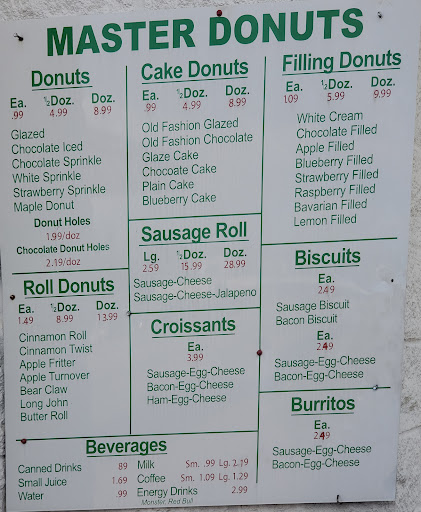 MASTER DONUTS
Donuts
Ea. ½Doz. Doz.
.99 4.99 8.99
Glazed
Chocolate Iced
Chocolate Sprinkle
White Sprinkle
Strawberry Sprinkle
Maple Donut
Donut Holes
1.99/doz
Chocolate Donut Holes
2.19/doz
Roll Donuts
Ea. ½Doz. Doz.
1.49 8.99 13.99
Cinnamon Roll
Cinnamon Twist
Apple Fritter
Apple Turnover
Bear Claw
Long John
Butter Roll
Cake Donuts
Ea. ½Doz. Doz.
.99 4.99 8.99
Old Fashion Glazed
Old Fashion Chocolate
Glaze Cake
Chocoate Cake
Plain Cake
Blueberry Cake
Sausage Roll
Lg. ½Doz. Doz.
2.59 15.99 28.99
Sausage-Cheese
Sausage-Cheese-Jalapeno
Croissants
Ea.
3.99
Sausage-Egg-Cheese
Bacon-Egg-Cheese
Ham-Egg-Cheese
Filling Donuts
Ea. ½Doz. Doz.
1.09 5.99 9.99
White Cream
Chocolate Filled
Apple Filled
Blueberry Filled
Strawberry Filled
Raspberry Filled
Bavarian Filled
Lemon Filled
Biscuits
Ea.
Sausage Biscuit
Bacon Biscuit
Ea.
Sausage-Egg-Cheese
Bacon-Egg-Cheese
Burritos
Ea.
Sausage-Egg-Cheese
Bacon-Egg-Cheese
Beverages
Canned Drinks 89
Small Juice 1.69
Water .99
Milk Sm. .99 Lg. 2.19
Coffee Sm. 1.09 Lg. 1.29
Energy Drinks 2.99
Monster, Red Bull